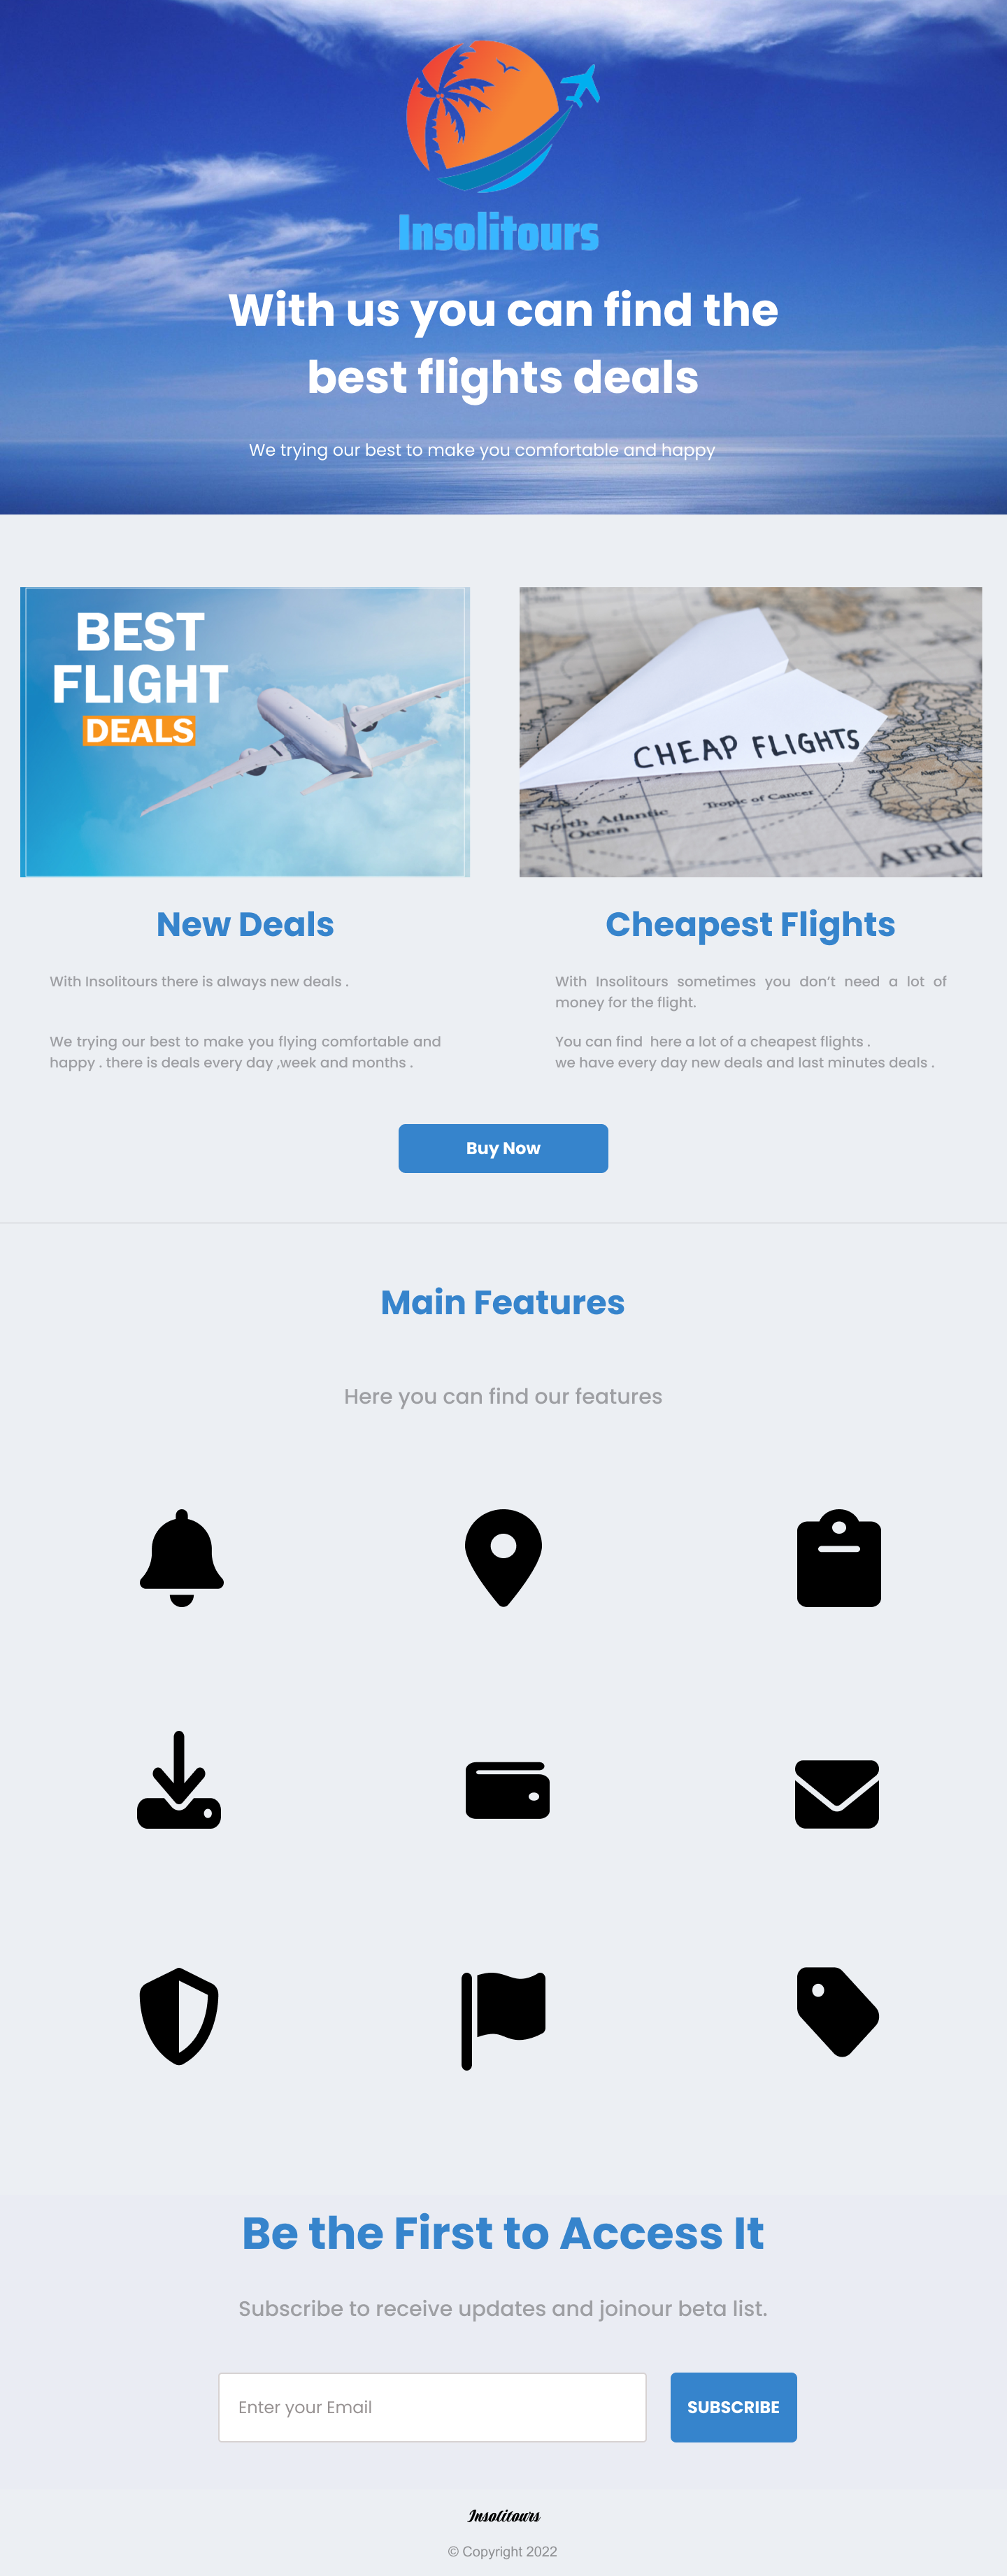 Insolitours
With us you can find the
best flights deals
We trying our best to make you comfortable and happy
BEST
FLIGHT
DEALS
CHEAP FLIGHTS
Tropic of Cancer
North Atlantic
Ocean
Algeria
AFRIC
New Deals
With Insolitours there is always new deals .
We trying our best to make you flying comfortable and
happy . there is deals every day ,week and months .
Cheapest Flights
With Insolitours sometimes you don't need a lot of
money for the flight.
You can find here a lot of a cheapest flights .
we have every day new deals and last minutes deals .
Buy Now
Main Features
Here you can find our features
Be the First to Access It
Subscribe to receive updates and joinour beta list.
Enter your Email
SUBSCRIBE
Insolitours
© Copyright 2022